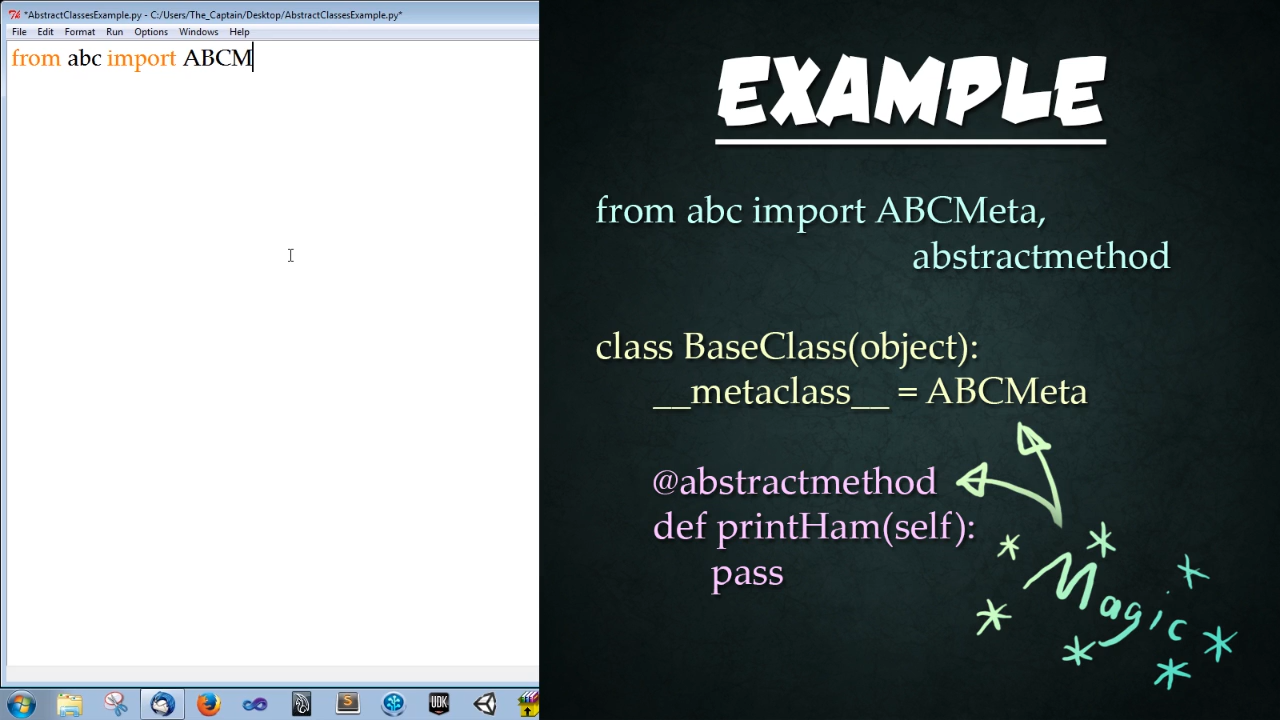 *AbstractClassesExample.py - C:/Users/The_Captain/Desktop/AbstractClassesExample.py*
File Edit Format Run Options Windows Help
from abc import ABCM
EXAMPLE
from abc import ABCMeta,
abstractmethod
class BaseClass(object):
__metaclass__ = ABCMeta
@abstractmethod
def printHam(self):
pass
Magic
UDK